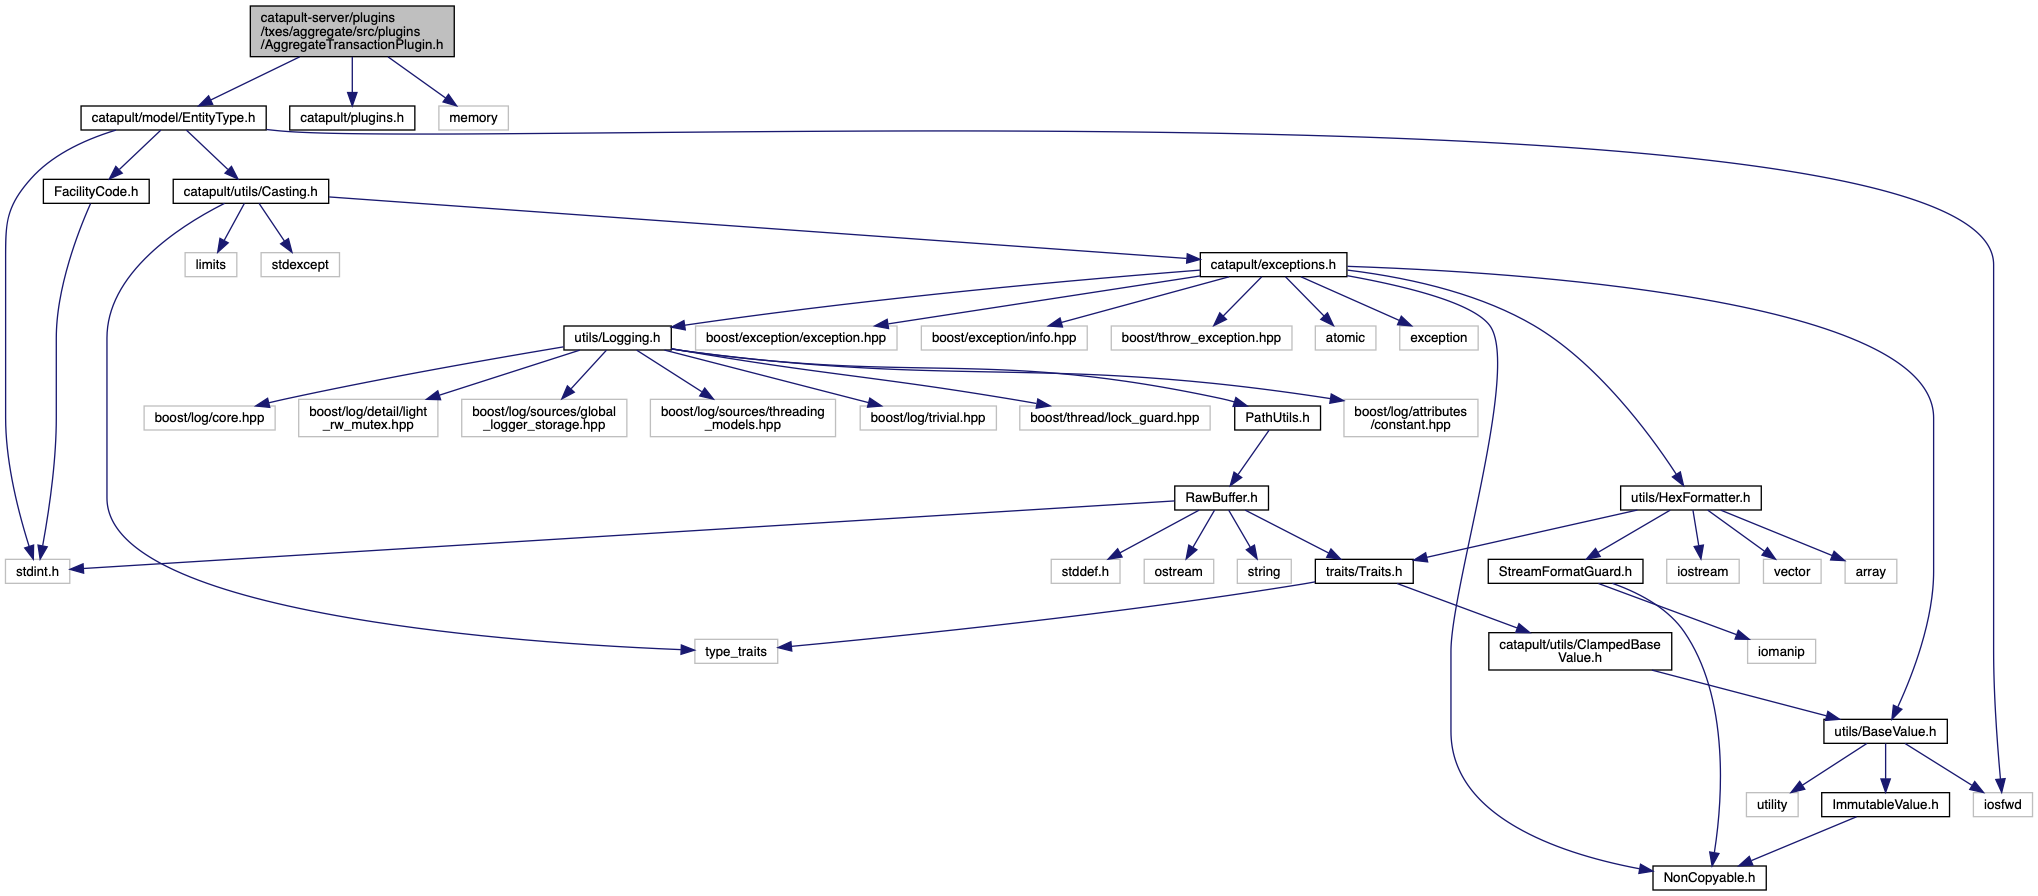 catapult-server/plugins
/txes/aggregate/src/plugins
/AggregateTransactionPlugin.h
catapult/model/EntityType.h
catapult/plugins.h
memory
FacilityCode.h
catapult/utils/Casting.h
limits
stdexcept
catapult/exceptions.h
utils/Logging.h
boost/exception/exception.hpp
boost/exception/info.hpp
boost/throw_exception.hpp
atomic
exception
boost/log/core.hpp
boost/log/detail/light
_rw_mutex.hpp
boost/log/sources/global
_logger_storage.hpp
boost/log/sources/threading
_models.hpp
boost/log/trivial.hpp
boost/thread/lock_guard.hpp
PathUtils.h
boost/log/attributes
/constant.hpp
RawBuffer.h
utils/HexFormatter.h
stdint.h
stddef.h
ostream
string
traits/Traits.h
StreamFormatGuard.h
iostream
vector
array
type_traits
catapult/utils/ClampedBase
Value.h
iomanip
utils/BaseValue.h
utility
ImmutableValue.h
iosfwd
NonCopyable.h